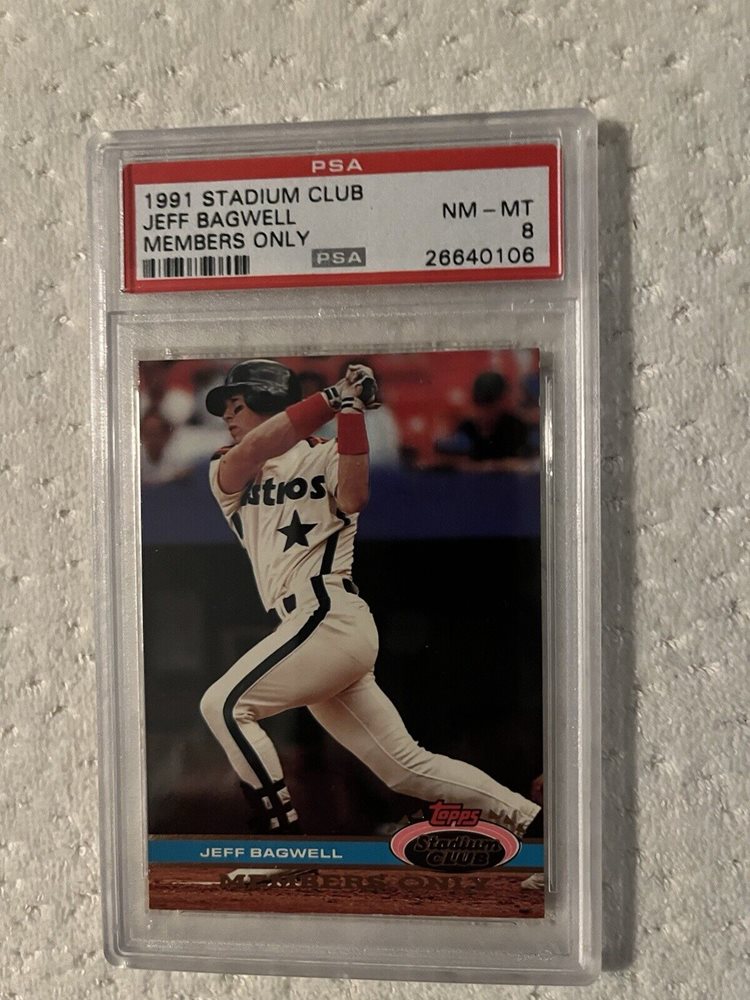 PSA
1991 STADIUM CLUB
JEFF BAGWELL
MEMBERS ONLY
NM - MT
8
PSA
26640106
stros
Topps
Stadium
CLUB
JEFF BAGWELL
MEMBERS ONLY